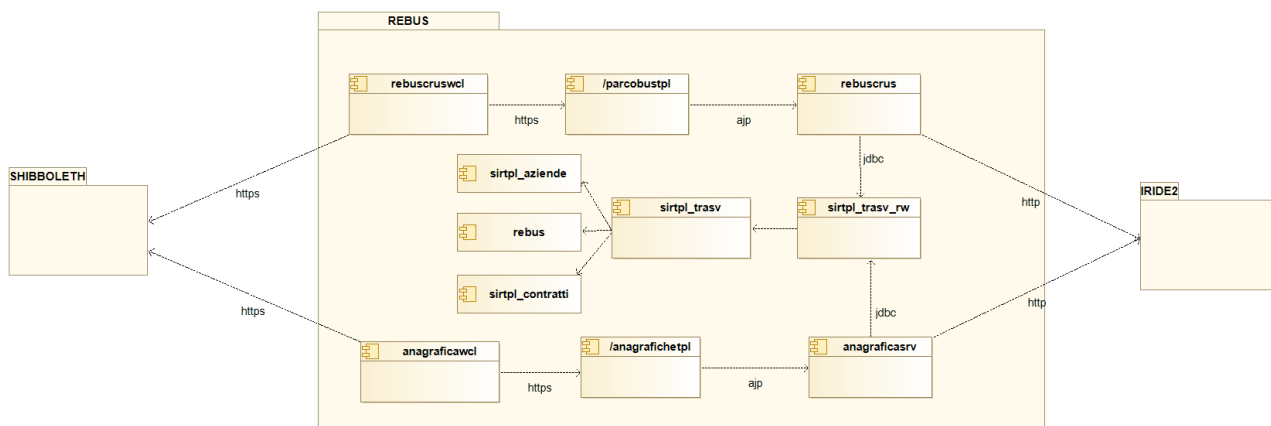 REBUS
rebuscruswcl
/parcobustpl
rebuscrus
https
ajp
jdbc
SHIBBOLETH
sirtpl_aziende
https
IRIDE2
sirtpl_trasv
sirtpl_trasv_rw
http
rebus
sirtpl_contratti
https
http
jdbc
anagraficawcl
/anagrafichetpl
anagraficasrv
https
ajp